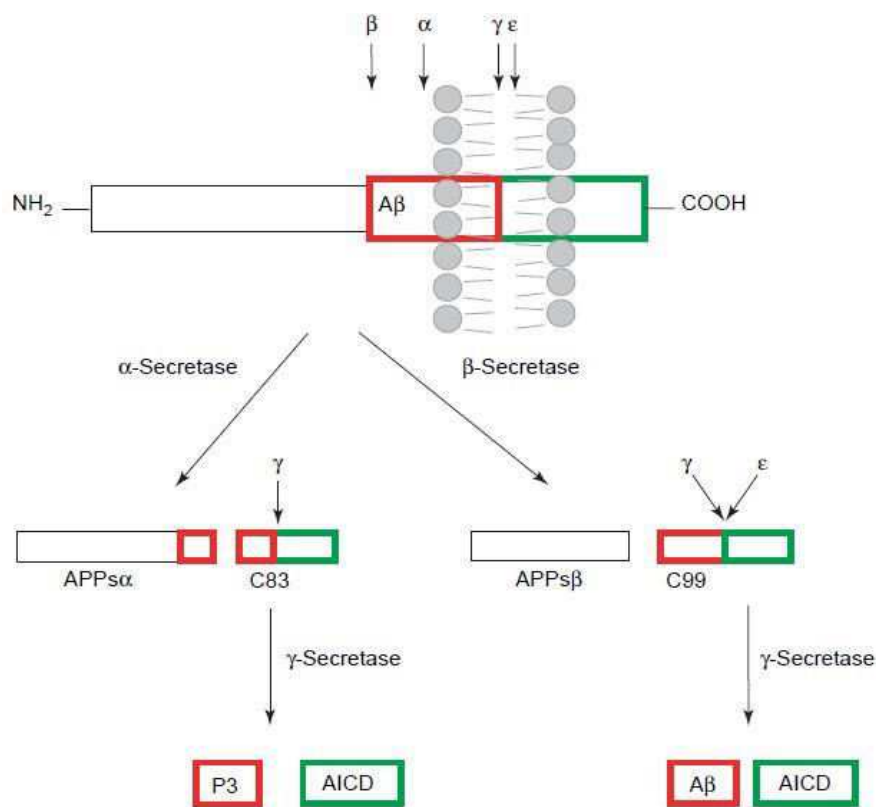 β α γ ε
NH₂ Aβ COOH
α-Secretase β-Secretase
γ γ ε
APPsα C83 APPsβ C99
γ-Secretase γ-Secretase
P3 AICD Aβ AICD